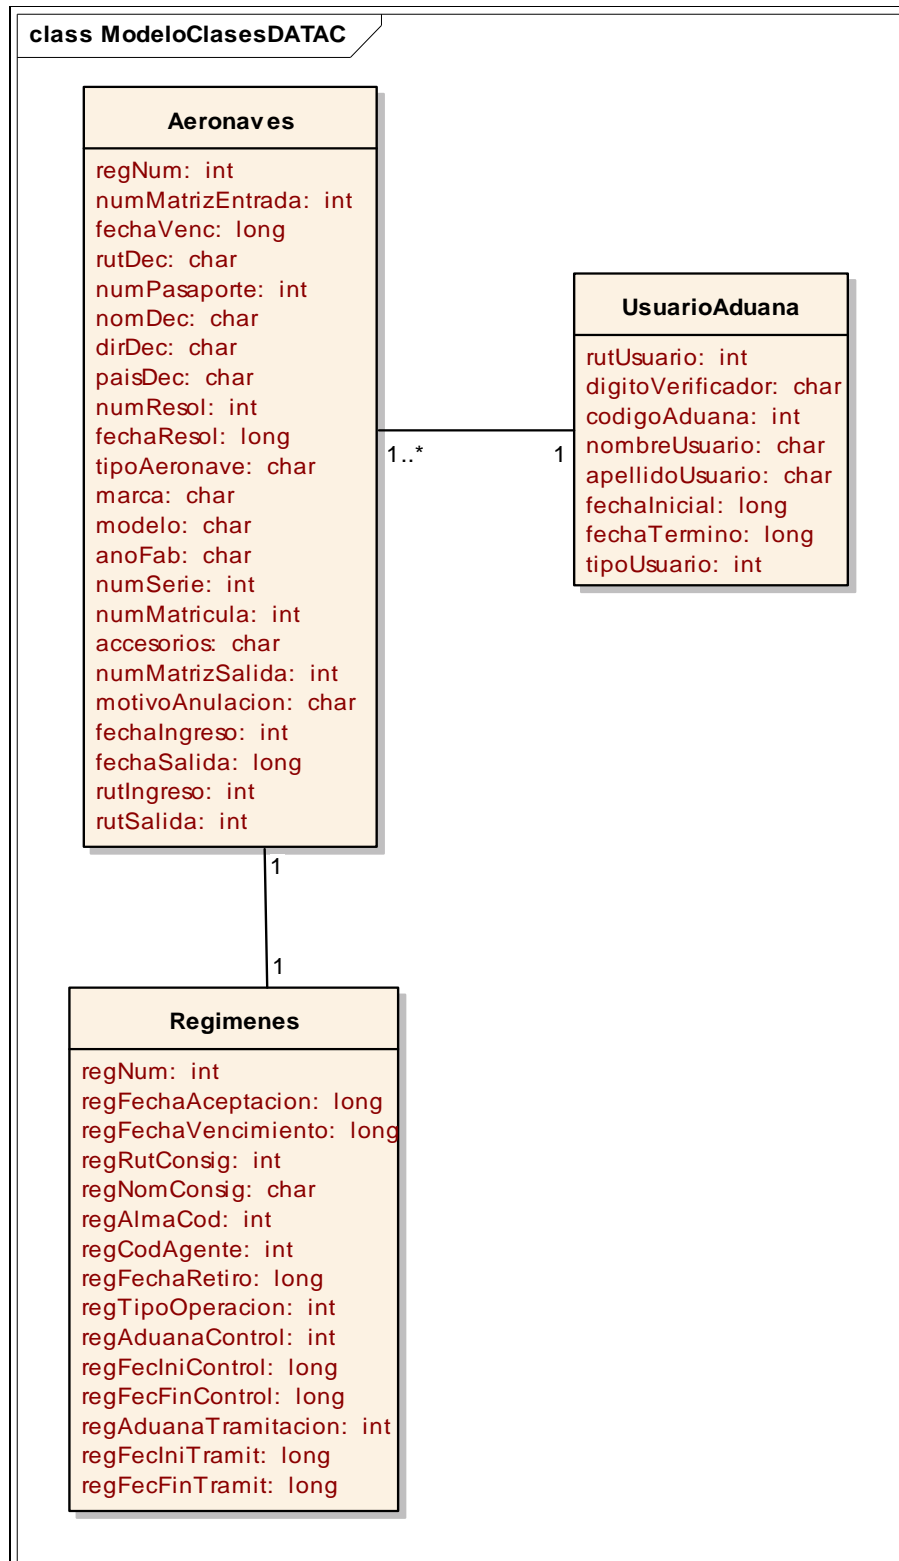 class ModeloClasesDATAC
Aeronaves
regNum: int
numMatrizEntrada: int
fechaVenc: long
rutDec: char
numPasaporte: int
nomDec: char
dirDec: char
paisDec: char
numResol: int
fechaResol: long
tipoAeronave: char
marca: char
modelo: char
anoFab: char
numSerie: int
numMatricula: int
accesorios: char
numMatrizSalida: int
motivoAnulacion: char
fechaIngreso: int
fechaSalida: long
rutIngreso: int
rutSalida: int
1..*
1
UsuarioAduana
rutUsuario: int
digitoVerificador: char
codigoAduana: int
nombreUsuario: char
apellidoUsuario: char
fechaInicial: long
fechaTermino: long
tipoUsuario: int
1
1
Regimenes
regNum: int
regFechaAceptacion: long
regFechaVencimiento: long
regRutConsig: int
regNomConsig: char
regAlmaCod: int
regCodAgente: int
regFechaRetiro: long
regTipoOperacion: int
regAduanaControl: int
regFecIniControl: long
regFecFinControl: long
regAduanaTramitacion: int
regFecIniTramit: long
regFecFinTramit: long